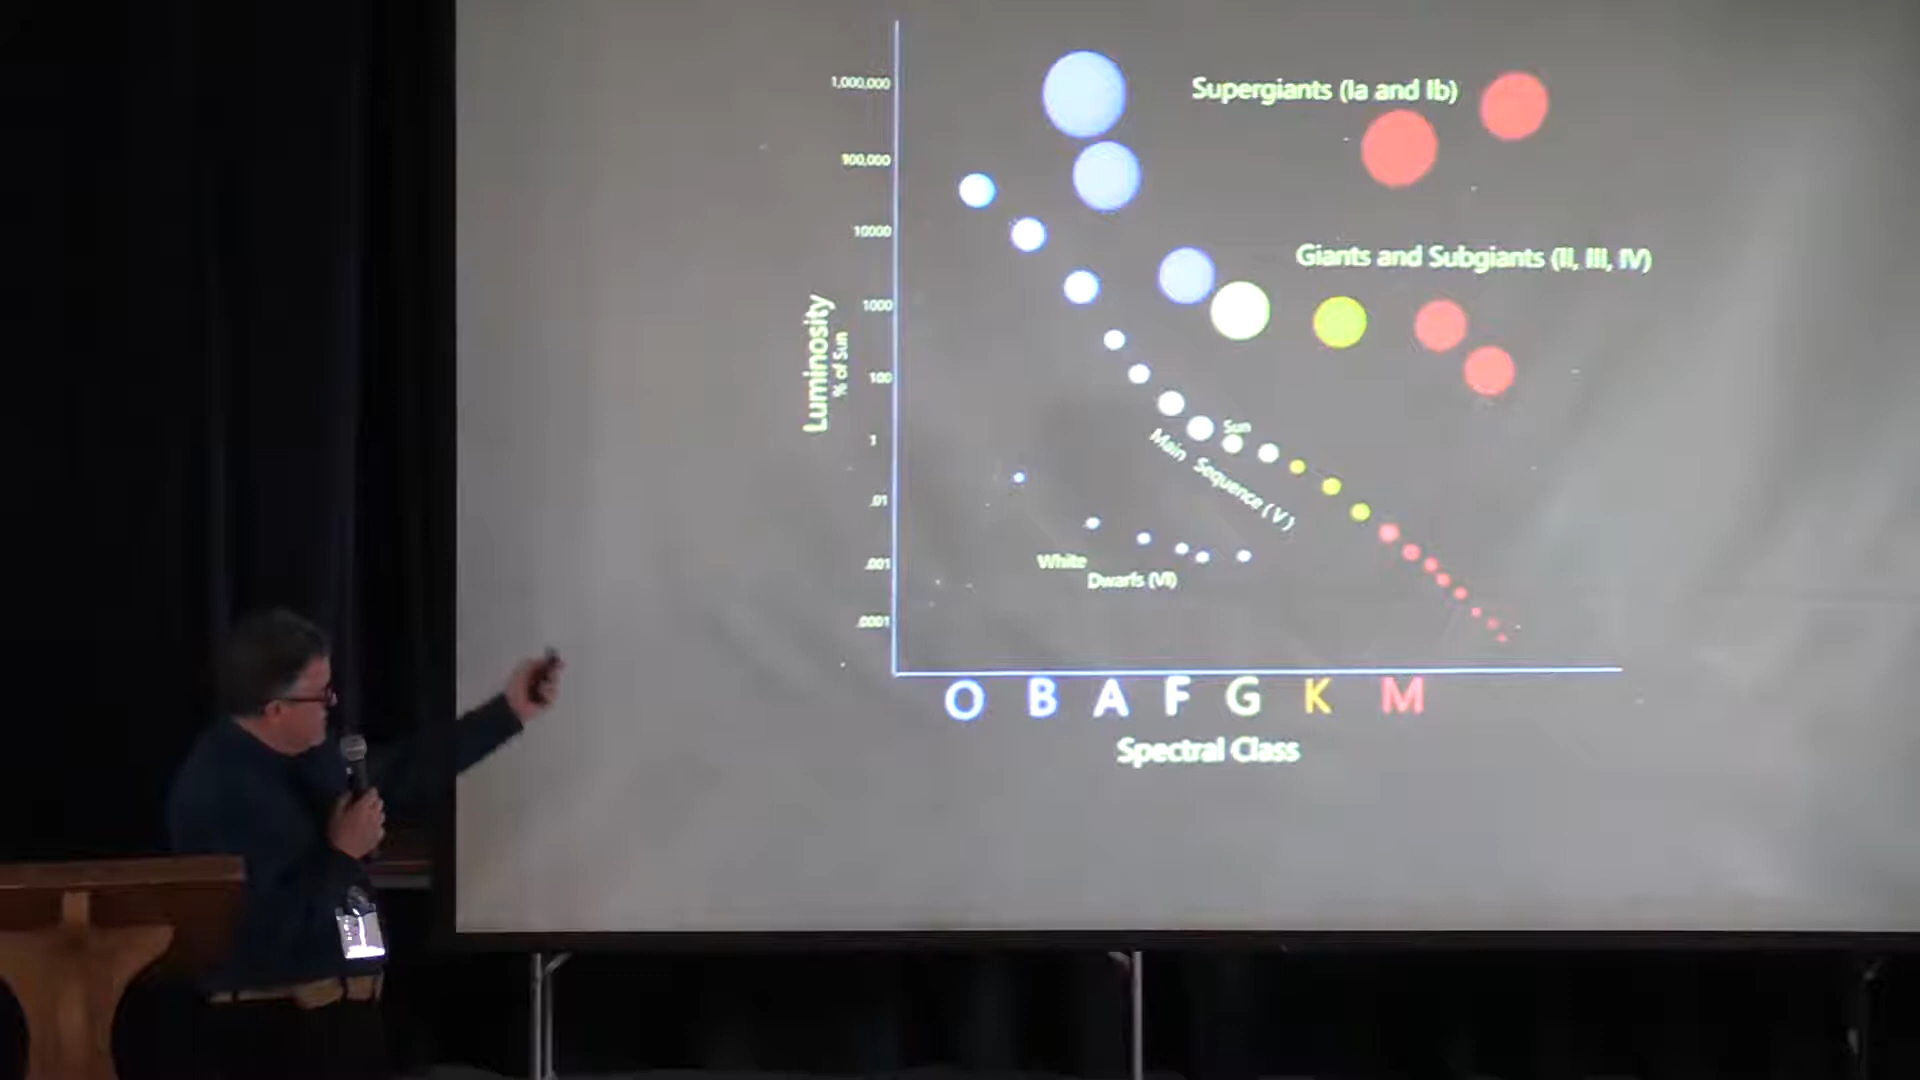 1,000,000
Supergiants (Ia and Ib)
100,000
10000
Giants and Subgiants (II, III, IV)
1000
Luminosity
% of Sun
100
Sun
1
Main Sequence (V)
.01
.001
White
Dwarfs (VI)
.0001
O B A F G K M
Spectral Class